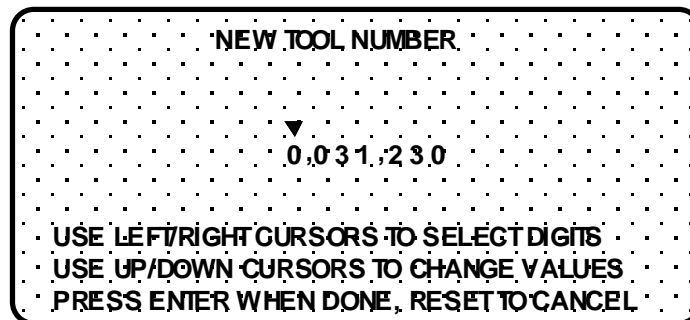 NEW TOOL NUMBER
0,031,230
USE LEFT/RIGHT CURSORS TO SELECT DIGITS
USE UP/DOWN CURSORS TO CHANGE VALUES
PRESS ENTER WHEN DONE, RESET TO CANCEL